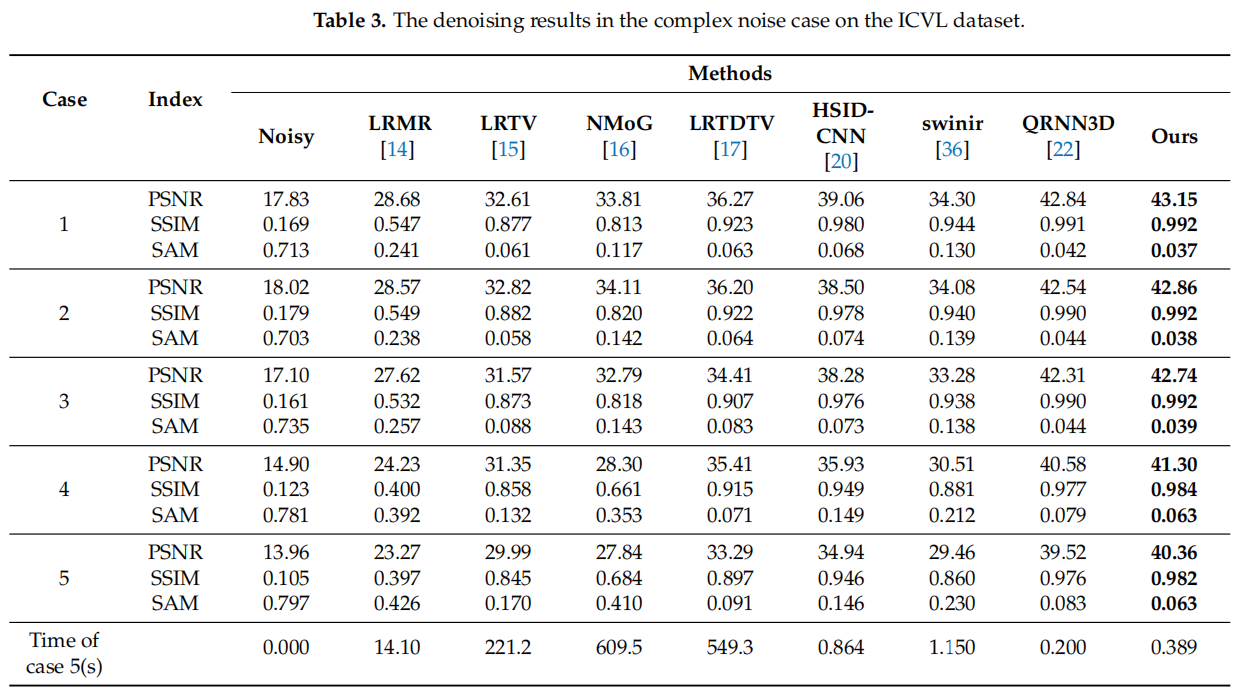 Table 3. The denoising results in the complex noise case on the ICVL dataset.
Methods
Case Index
Noisy LRMR [14] LRTV [15] NMoG [16] LRTDTV [17] HSID-CNN [20] swinir [36] QRNN3D [22] Ours
PSNR 17.83 28.68 32.61 33.81 36.27 39.06 34.30 42.84 43.15
1 SSIM 0.169 0.547 0.877 0.813 0.923 0.980 0.944 0.991 0.992
SAM 0.713 0.241 0.061 0.117 0.063 0.068 0.130 0.042 0.037
PSNR 18.02 28.57 32.82 34.11 36.20 38.50 34.08 42.54 42.86
2 SSIM 0.179 0.549 0.882 0.820 0.922 0.978 0.940 0.990 0.992
SAM 0.703 0.238 0.058 0.142 0.064 0.074 0.139 0.044 0.038
PSNR 17.10 27.62 31.57 32.79 34.41 38.28 33.28 42.31 42.74
3 SSIM 0.161 0.532 0.873 0.818 0.907 0.976 0.938 0.990 0.992
SAM 0.735 0.257 0.088 0.143 0.083 0.073 0.138 0.044 0.039
PSNR 14.90 24.23 31.35 28.30 35.41 35.93 30.51 40.58 41.30
4 SSIM 0.123 0.400 0.858 0.661 0.915 0.949 0.881 0.977 0.984
SAM 0.781 0.392 0.132 0.353 0.071 0.149 0.212 0.079 0.063
PSNR 13.96 23.27 29.99 27.84 33.29 34.94 29.46 39.52 40.36
5 SSIM 0.105 0.397 0.845 0.684 0.897 0.946 0.860 0.976 0.982
SAM 0.797 0.426 0.170 0.410 0.091 0.146 0.230 0.083 0.063
Time of
case 5(s) 0.000 14.10 221.2 609.5 549.3 0.864 1.150 0.200 0.389